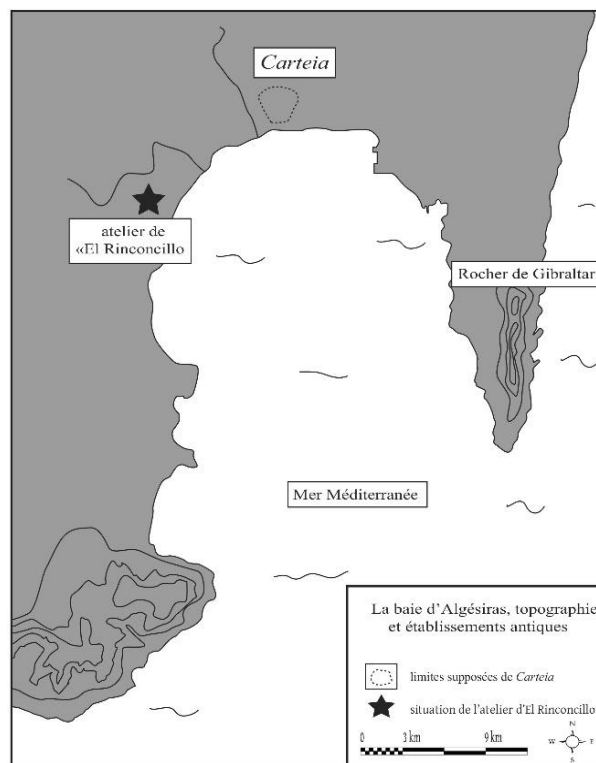 Carteia
atelier de
«El Rinconcillo
Rocher de Gibraltar
Mer Méditerranée
La baie d'Algésiras, topographie
et établissements antiques
limites supposées de Carteia
situation de l'atelier d'El Rinconcillo
0 3 km 9 km
N
W E
S